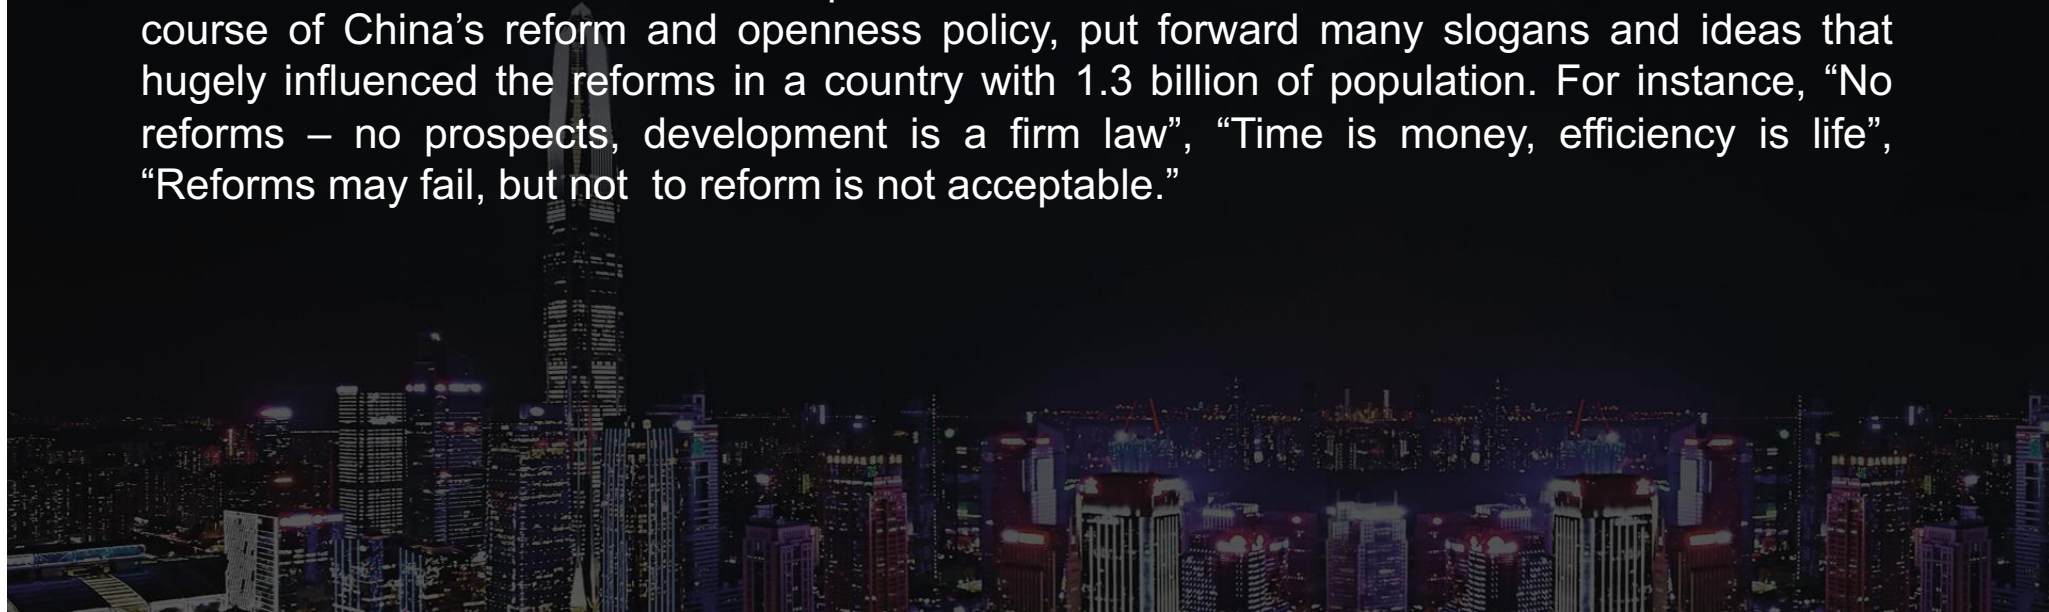 course of China’s reform and openness policy, put forward many slogans and ideas that
hugely influenced the reforms in a country with 1.3 billion of population. For instance, “No
reforms – no prospects, development is a firm law”, “Time is money, efficiency is life”,
“Reforms may fail, but not  to reform is not acceptable.”